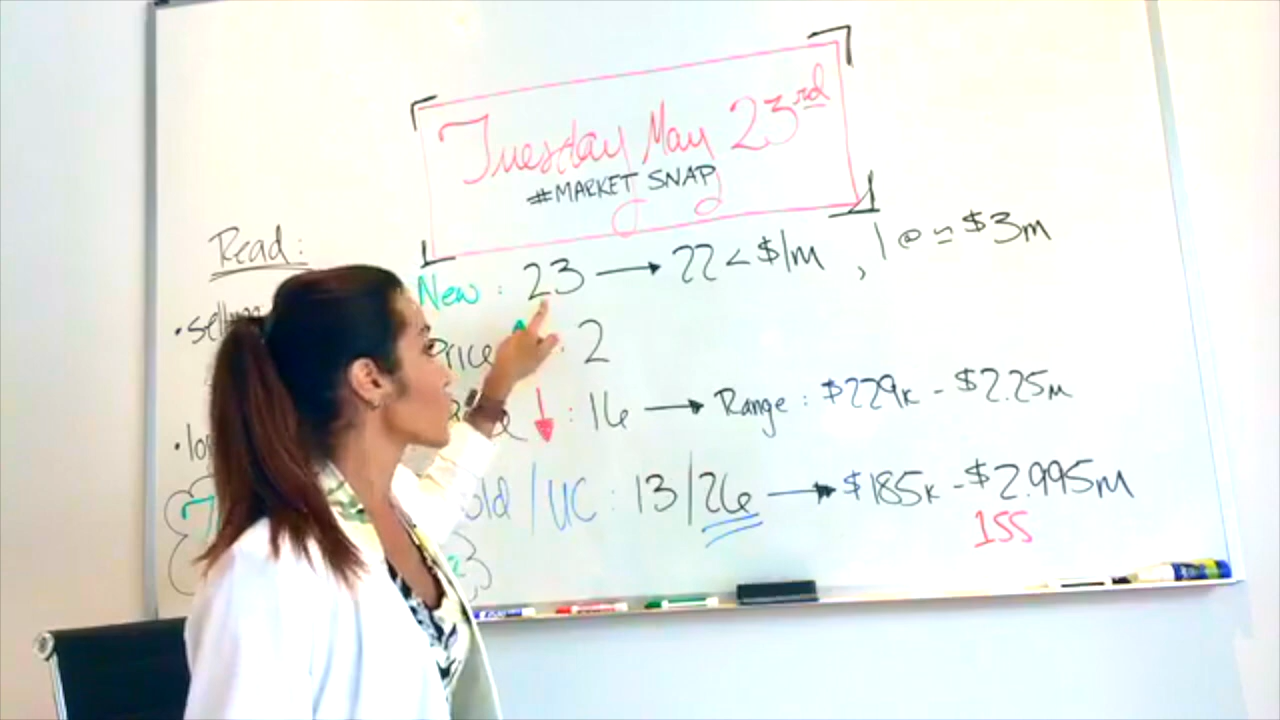 Tuesday May 23rd
#MARKET SNAP
Read:
New : 23 → 22 < $1m , 1 @ ≈ $3m
Price : 2
: 16 → Range : $229k - $2.25m
/ UC : 13/26 → $185k - $2.995m
155